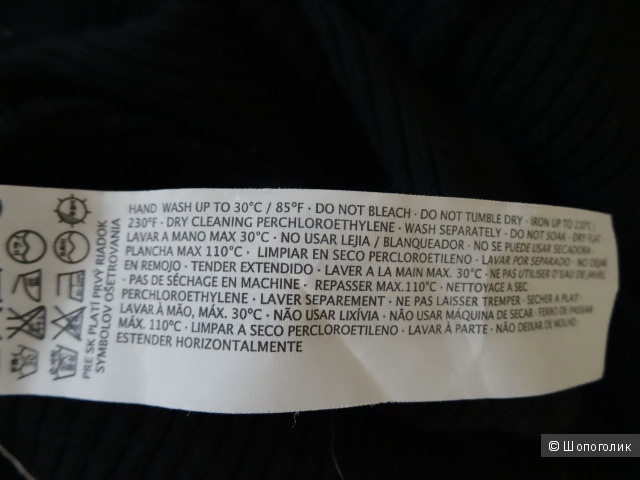 HAND WASH UP TO 30°C / 85°F · DO NOT BLEACH · DO NOT TUMBLE DRY · IRON UP TO 110°C /
230°F · DRY CLEANING PERCHLOROETHYLENE · WASH SEPARATELY · DO NOT SOAK · DRY FLAT
LAVAR A MANO MAX 30°C · NO USAR LEJIA / BLANQUEADOR · NO SE PUEDE USAR SECADORA
PLANCHA MAX 110°C · LIMPIAR EN SECO PERCLOROETILENO · LAVAR POR SEPARADO · NO DEJAR
EN REMOJO · TENDER EXTENDIDO · LAVER A LA MAIN MAX. 30°C · NE PAS UTILISER D'EAU DE JAVEL
· PAS DE SÉCHAGE EN MACHINE · REPASSER MAX.110°C · NETTOYAGE A SEC
PERCHLOROETHYLENE · LAVER SEPAREMENT · NE PAS LAISSER TREMPER · SECHER A PLAT ·
LAVAR À MÃO, MÁX. 30°C · NÃO USAR LIXÍVIA · NÃO USAR MÁQUINA DE SECAR · FERRO DE PASSAR
MÁX. 110°C · LIMPAR A SECO PERCLOROETILENO · LAVAR À PARTE · NÃO DEIXAR DE MOLHO ·
ESTENDER HORIZONTALMENTE
PRE SK PLATI PRVÝ RIADOK
SYMBOLOV OŠETROVANIA
© Шопоголик